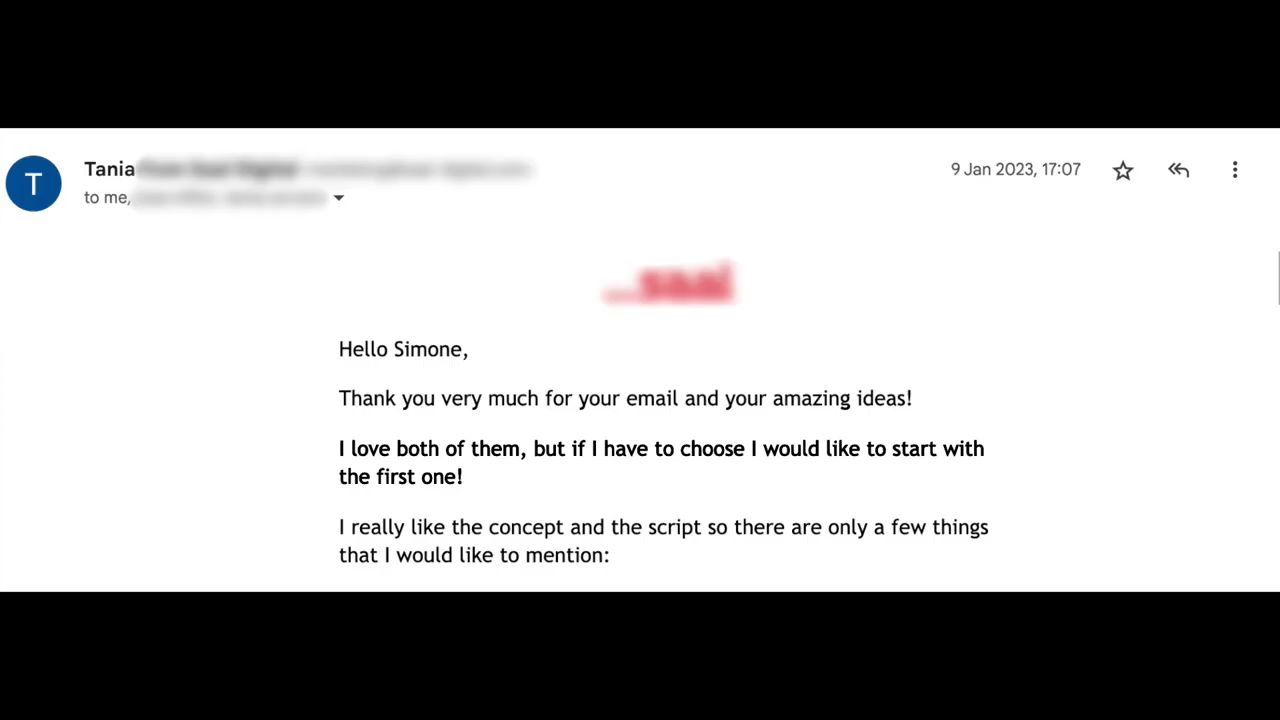 T
Tania
9 Jan 2023, 17:07
to me,
Hello Simone,
Thank you very much for your email and your amazing ideas!
I love both of them, but if I have to choose I would like to start with
the first one!
I really like the concept and the script so there are only a few things
that I would like to mention: